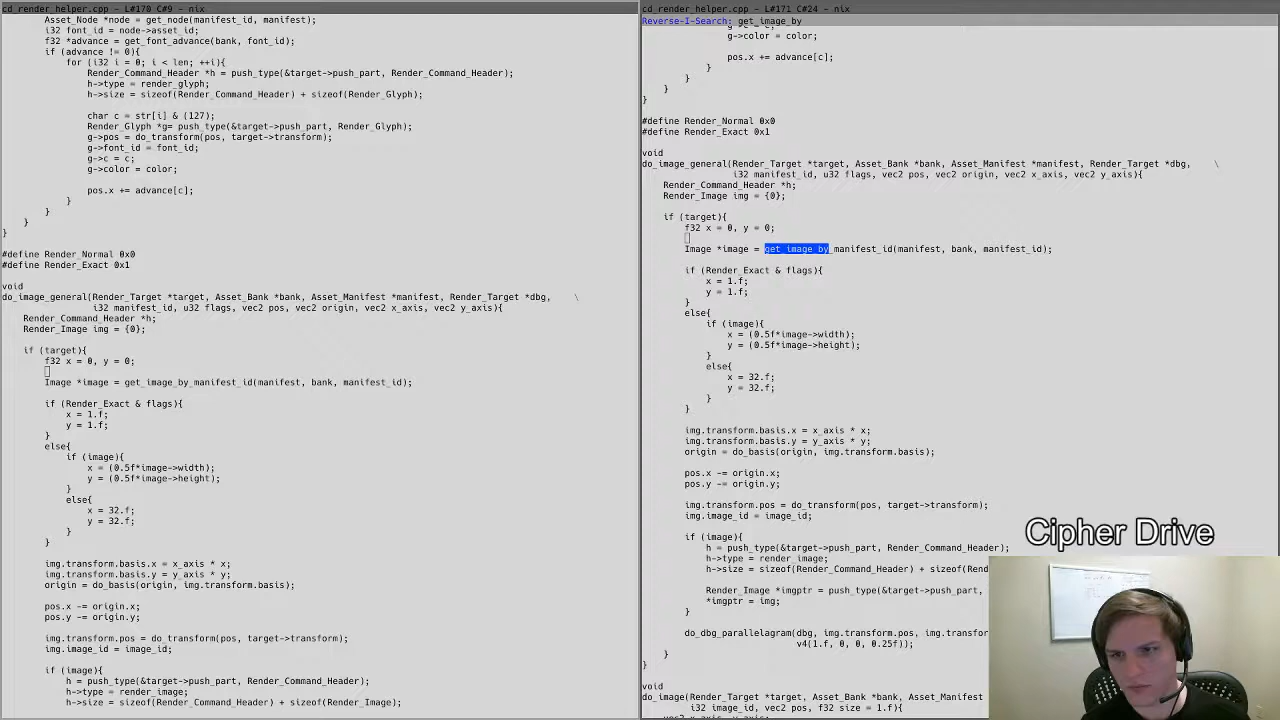 cd_render_helper.cpp - L#170 C#9 - nix
Asset_Node *node = get_node(manifest_id, manifest);
i32 font_id = node->asset_id;
f32 *advance = get_font_advance(bank, font_id);
if (advance != 0){
for (i32 i = 0; i < len; ++i){
Render_Command_Header *h = push_type(&target->push_part, Render_Command_Header);
h->type = render_glyph;
h->size = sizeof(Render_Command_Header) + sizeof(Render_Glyph);
char c = str[i] & (127);
Render_Glyph *g= push_type(&target->push_part, Render_Glyph);
g->pos = do_transform(pos, target->transform);
g->font_id = font_id;
g->c = c;
g->color = color;
pos.x += advance[c];
}
}
}
}
#define Render_Normal 0x0
#define Render_Exact 0x1
void
do_image_general(Render_Target *target, Asset_Bank *bank, Asset_Manifest *manifest, Render_Target *dbg, \
i32 manifest_id, u32 flags, vec2 pos, vec2 origin, vec2 x_axis, vec2 y_axis){
Render_Command_Header *h;
Render_Image img = {0};
if (target){
f32 x = 0, y = 0;
Image *image = get_image_by_manifest_id(manifest, bank, manifest_id);
if (Render_Exact & flags){
x = 1.f;
y = 1.f;
}
else{
if (image){
x = (0.5f*image->width);
y = (0.5f*image->height);
}
else{
x = 32.f;
y = 32.f;
}
}
img.transform.basis.x = x_axis * x;
img.transform.basis.y = y_axis * y;
origin = do_basis(origin, img.transform.basis);
pos.x -= origin.x;
pos.y -= origin.y;
img.transform.pos = do_transform(pos, target->transform);
img.image_id = image_id;
if (image){
h = push_type(&target->push_part, Render_Command_Header);
h->type = render_image;
h->size = sizeof(Render_Command_Header) + sizeof(Render_Image);
cd_render_helper.cpp - L#171 C#24 - nix
Reverse-I-Search: get_image_by
g->c = c;
g->color = color;
pos.x += advance[c];
}
}
}
}
#define Render_Normal 0x0
#define Render_Exact 0x1
void
do_image_general(Render_Target *target, Asset_Bank *bank, Asset_Manifest *manifest, Render_Target *dbg, \
i32 manifest_id, u32 flags, vec2 pos, vec2 origin, vec2 x_axis, vec2 y_axis){
Render_Command_Header *h;
Render_Image img = {0};
if (target){
f32 x = 0, y = 0;
Image *image = get_image_by_manifest_id(manifest, bank, manifest_id);
if (Render_Exact & flags){
x = 1.f;
y = 1.f;
}
else{
if (image){
x = (0.5f*image->width);
y = (0.5f*image->height);
}
else{
x = 32.f;
y = 32.f;
}
}
img.transform.basis.x = x_axis * x;
img.transform.basis.y = y_axis * y;
origin = do_basis(origin, img.transform.basis);
pos.x -= origin.x;
pos.y -= origin.y;
img.transform.pos = do_transform(pos, target->transform);
img.image_id = image_id;
if (image){
h = push_type(&target->push_part, Render_Command_Header);
h->type = render_image;
h->size = sizeof(Render_Command_Header) + sizeof(Rend
Render_Image *imgptr = push_type(&target->push_part,
*imgptr = img;
}
do_dbg_parallelagram(dbg, img.transform.pos, img.transfo
v4(1.f, 0, 0, 0.25f));
}
}
void
do_image(Render_Target *target, Asset_Bank *bank, Asset_Manifest
i32 image_id, vec2 pos, f32 size = 1.f){
Cipher Drive